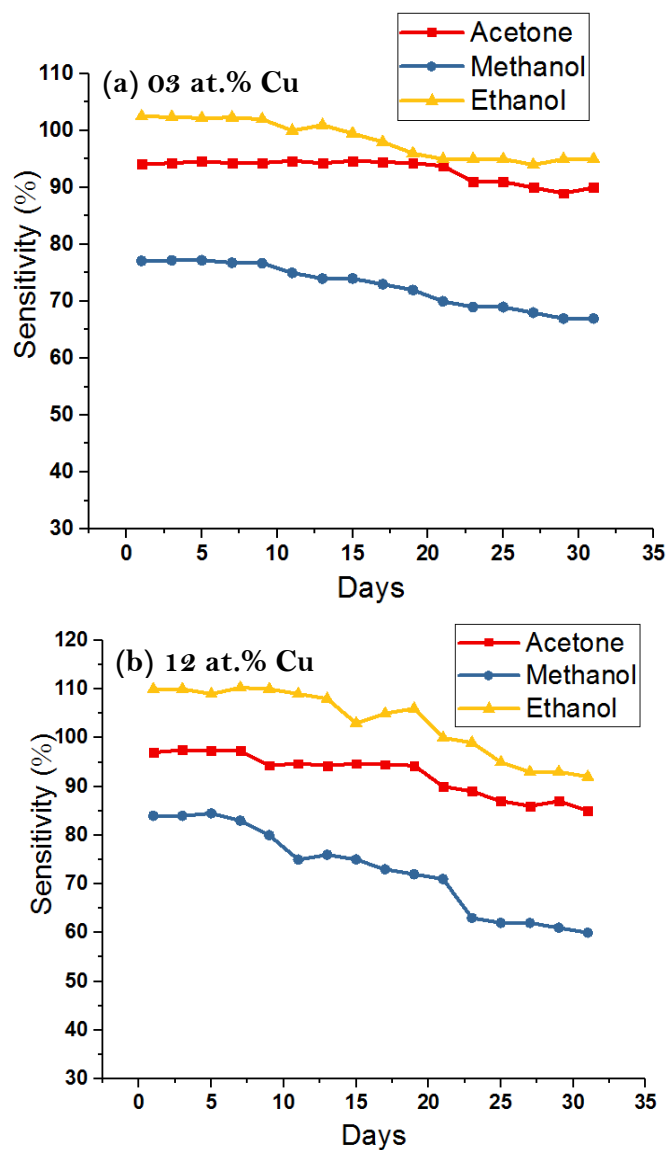 Acetone
Methanol
Ethanol
(a) 03 at.% Cu
110
100
90
80
70
60
50
40
30
Sensitivity (%)
0 5 10 15 20 25 30 35
Days
Acetone
Methanol
Ethanol
(b) 12 at.% Cu
120
110
100
90
80
70
60
50
40
30
Sensitivity (%)
0 5 10 15 20 25 30 35
Days